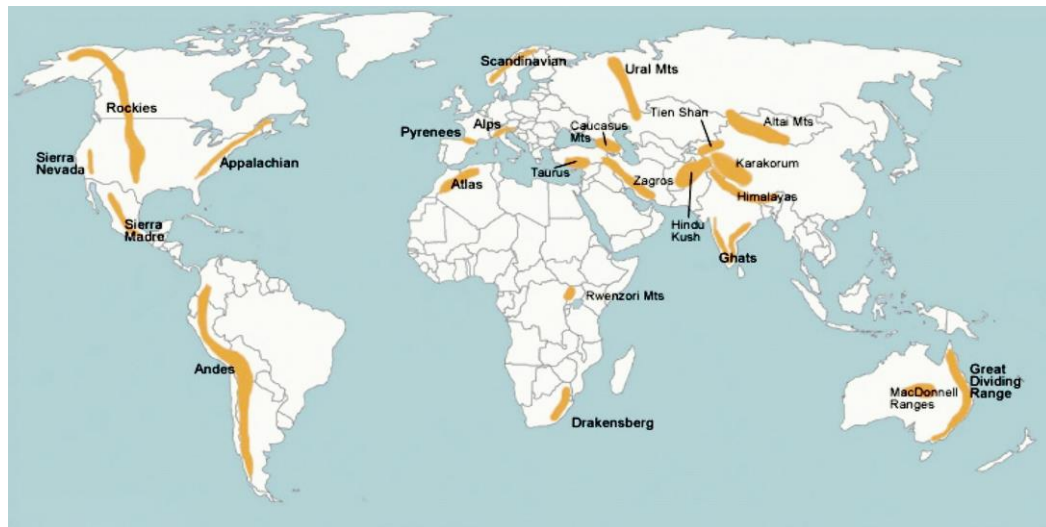 Scandinavian
Ural Mts
Rockies
Tien Shan
Altai Mts
Alps
Caucasus
Mts
Pyrenees
Sierra
Nevada
Appalachian
Karakorum
Taurus
Atlas
Zagros
Himalayas
Sierra
Madre
Hindu
Kush
Ghats
Rwenzori Mts
Andes
Great
Dividing
Range
MacDonnell
Ranges
Drakensberg